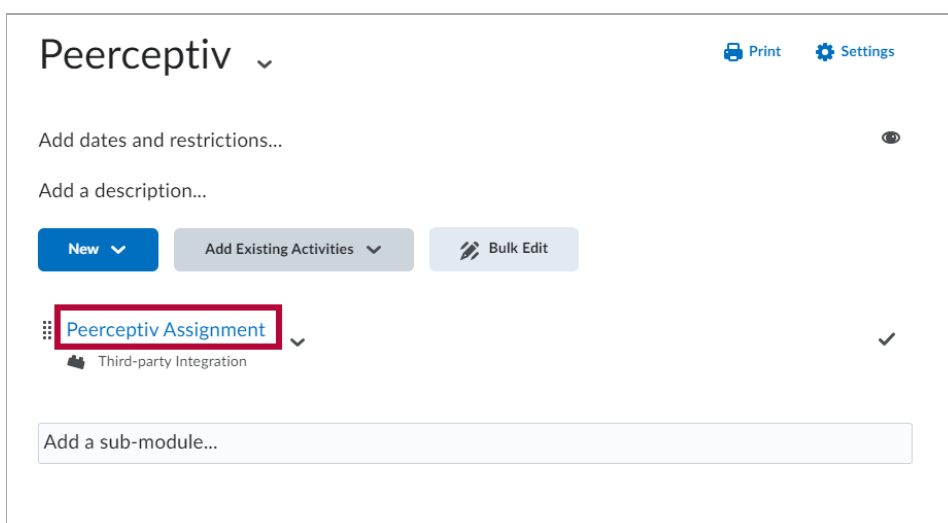 Peerceptiv
Print
Settings
Add dates and restrictions...
Add a description...
New
Add Existing Activities
Bulk Edit
Peerceptiv Assignment
Third-party Integration
Add a sub-module...